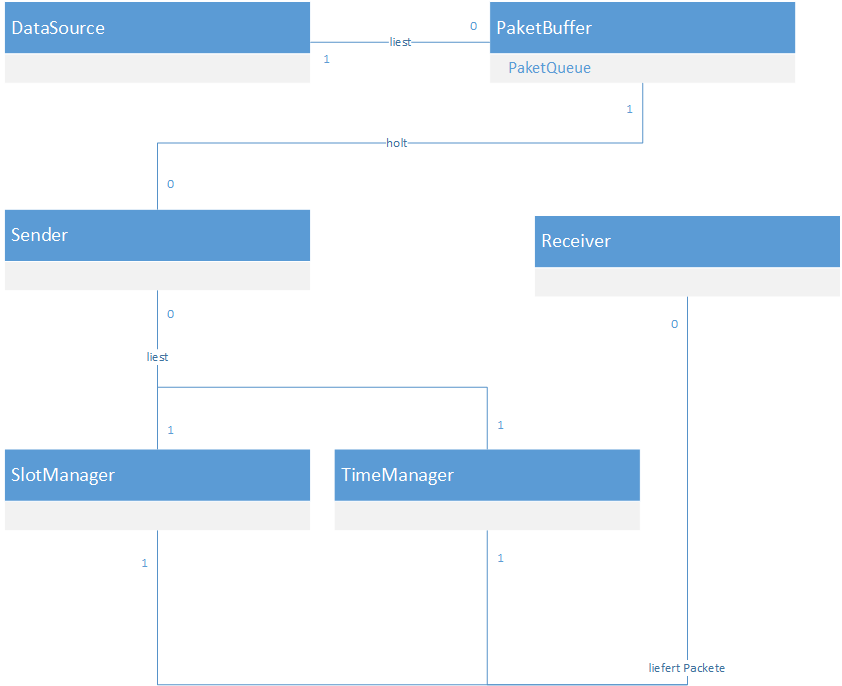 DataSource
0
PaketBuffer
liest
1
PaketQueue
1
holt
0
Sender
Receiver
0
0
liest
1
1
SlotManager
TimeManager
1
1
liefert Packete